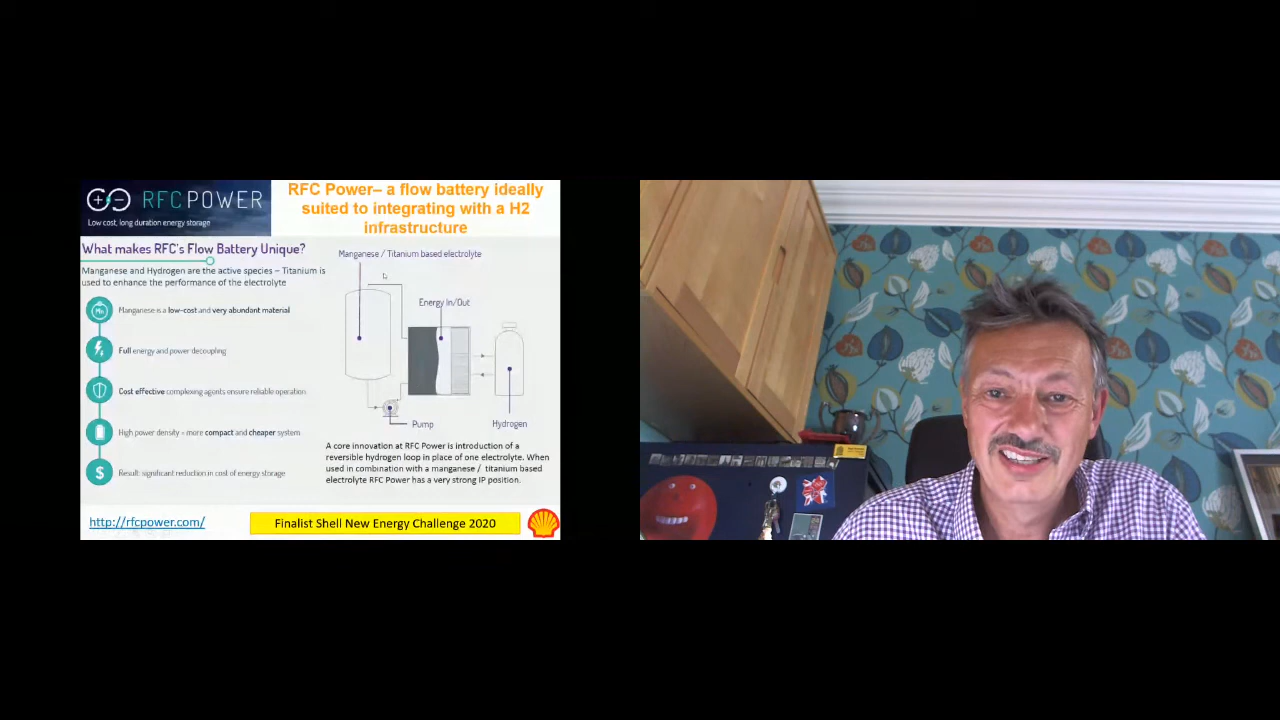 RFC POWER
Low cost, long duration energy storage
RFC Power– a flow battery ideally
suited to integrating with a H2
infrastructure
What makes RFC's Flow Battery Unique?
Manganese and Hydrogen are the active species – Titanium is
used to enhance the performance of the electrolyte
Mn
Manganese is a low-cost and very abundant material
Full energy and power decoupling
Cost effective complexing agents ensure reliable operation
High power density = more compact and cheaper system
$
Result: significant reduction in cost of energy storage
Manganese / Titanium based electrolyte
Energy In/Out
Pump
Hydrogen
A core innovation at RFC Power is introduction of a
reversible hydrogen loop in place of one electrolyte. When
used in combination with a manganese / titanium based
electrolyte RFC Power has a very strong IP position.
http://rfcpower.com/
Finalist Shell New Energy Challenge 2020